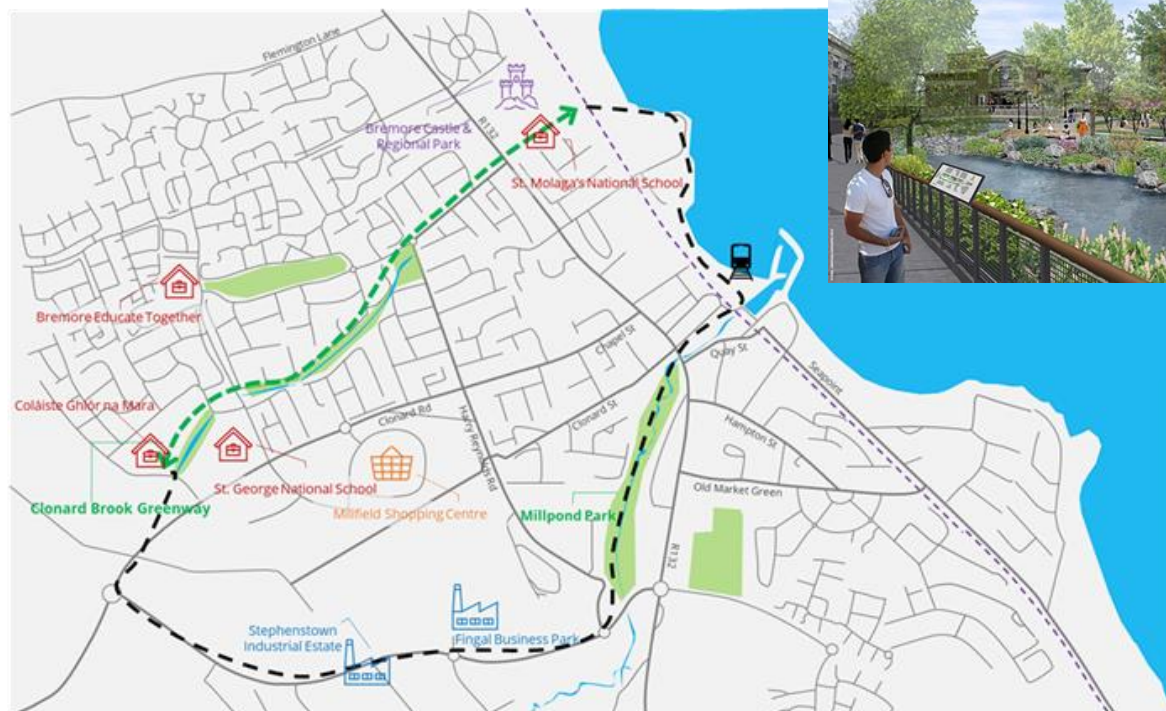 Flemington Lane
R132
Bremore Castle &
Regional Park
St. Molaga's National School
Bremore Educate Together
Chapel St
Quay St
Seapoint
Coláiste Ghlór na Mara
Clonard Rd
Clonard St
Harry Reynolds Rd
Hampton St
St. George National School
Clonard Brook Greenway
Millfield Shopping Centre
Millpond Park
Old Market Green
R132
Stephenstown
Industrial Estate
Fingal Business Park